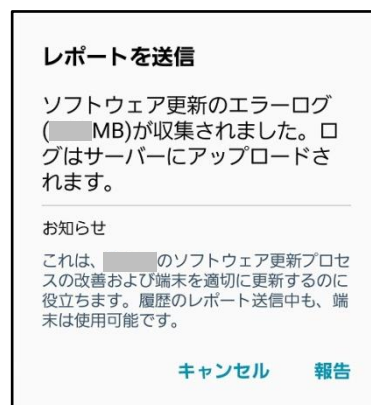 レポートを送信
ソフトウェア更新のエラーログ
( MB)が収集されました。ロ
グはサーバーにアップロードさ
れます。
お知らせ
これは、 のソフトウェア更新プロセ
スの改善および端末を適切に更新するのに
役立ちます。履歴のレポート送信中も、端
末は使用可能です。
キャンセル 報告